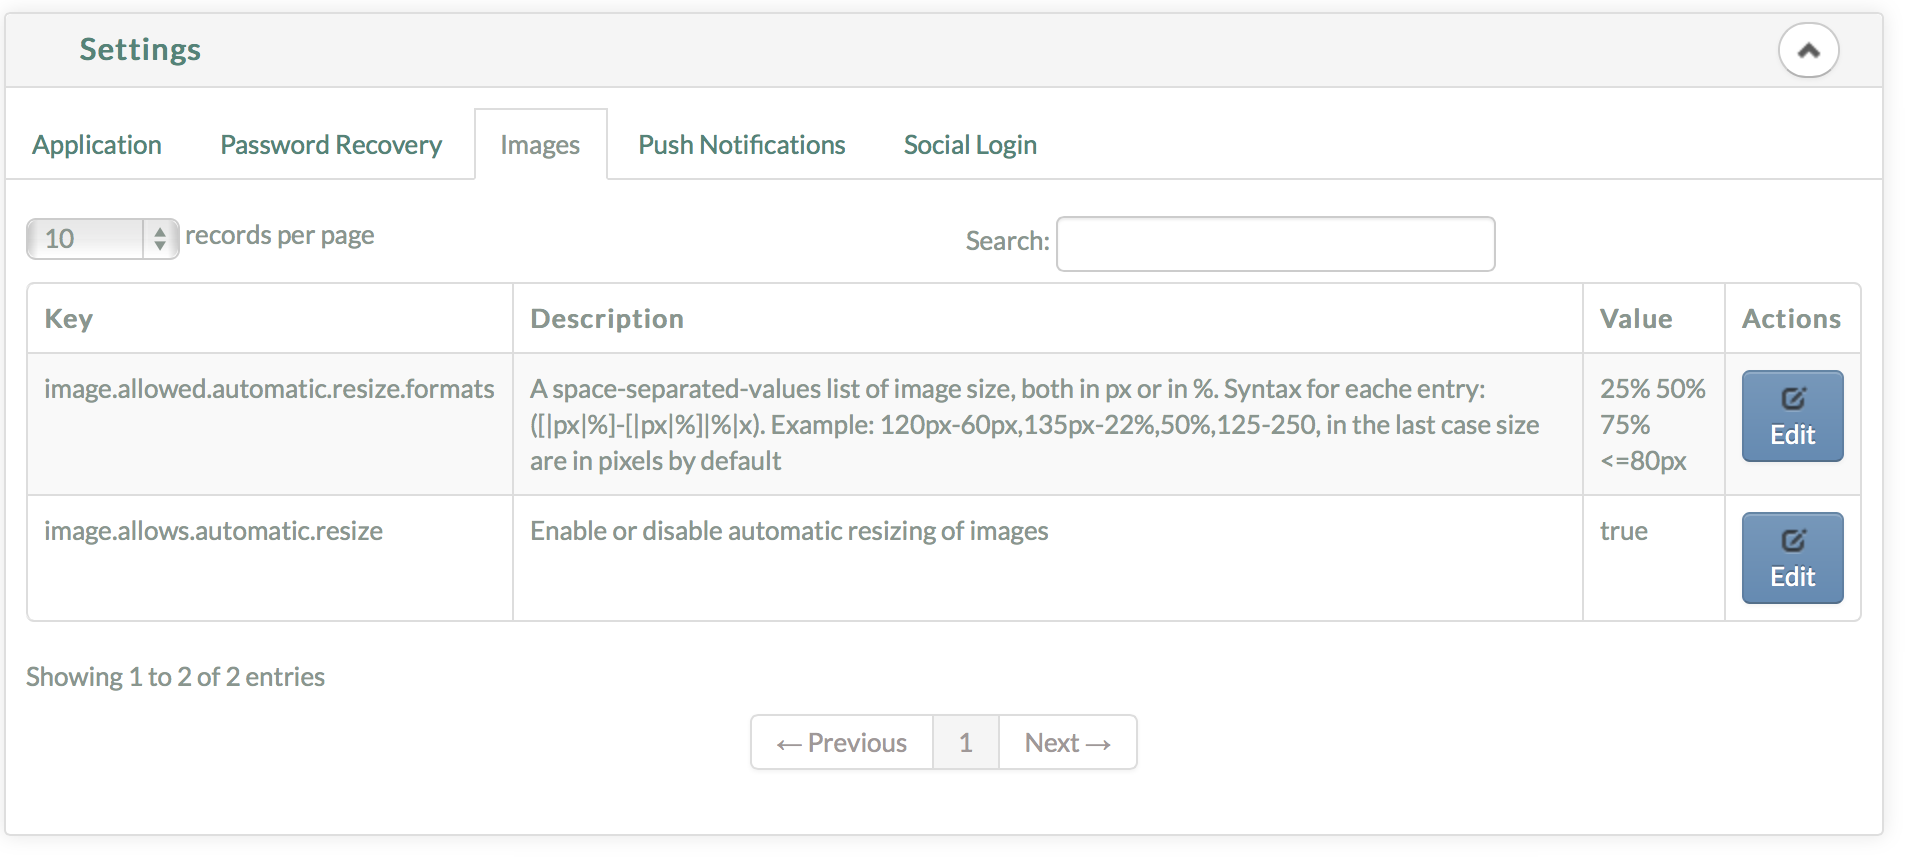 Settings
Application Password Recovery Images Push Notifications Social Login
10 records per page Search:
Key Description Value Actions
image.allowed.automatic.resize.formats A space-separated-values list of image size, both in px or in %. Syntax for eache entry: 25% 50%
([|px|%]-[|px|%]|%|x). Example: 120px-60px,135px-22%,50%,125-250, in the last case size 75%
Edit
are in pixels by default <=80px
image.allows.automatic.resize Enable or disable automatic resizing of images true
Edit
Showing 1 to 2 of 2 entries
← Previous 1 Next →